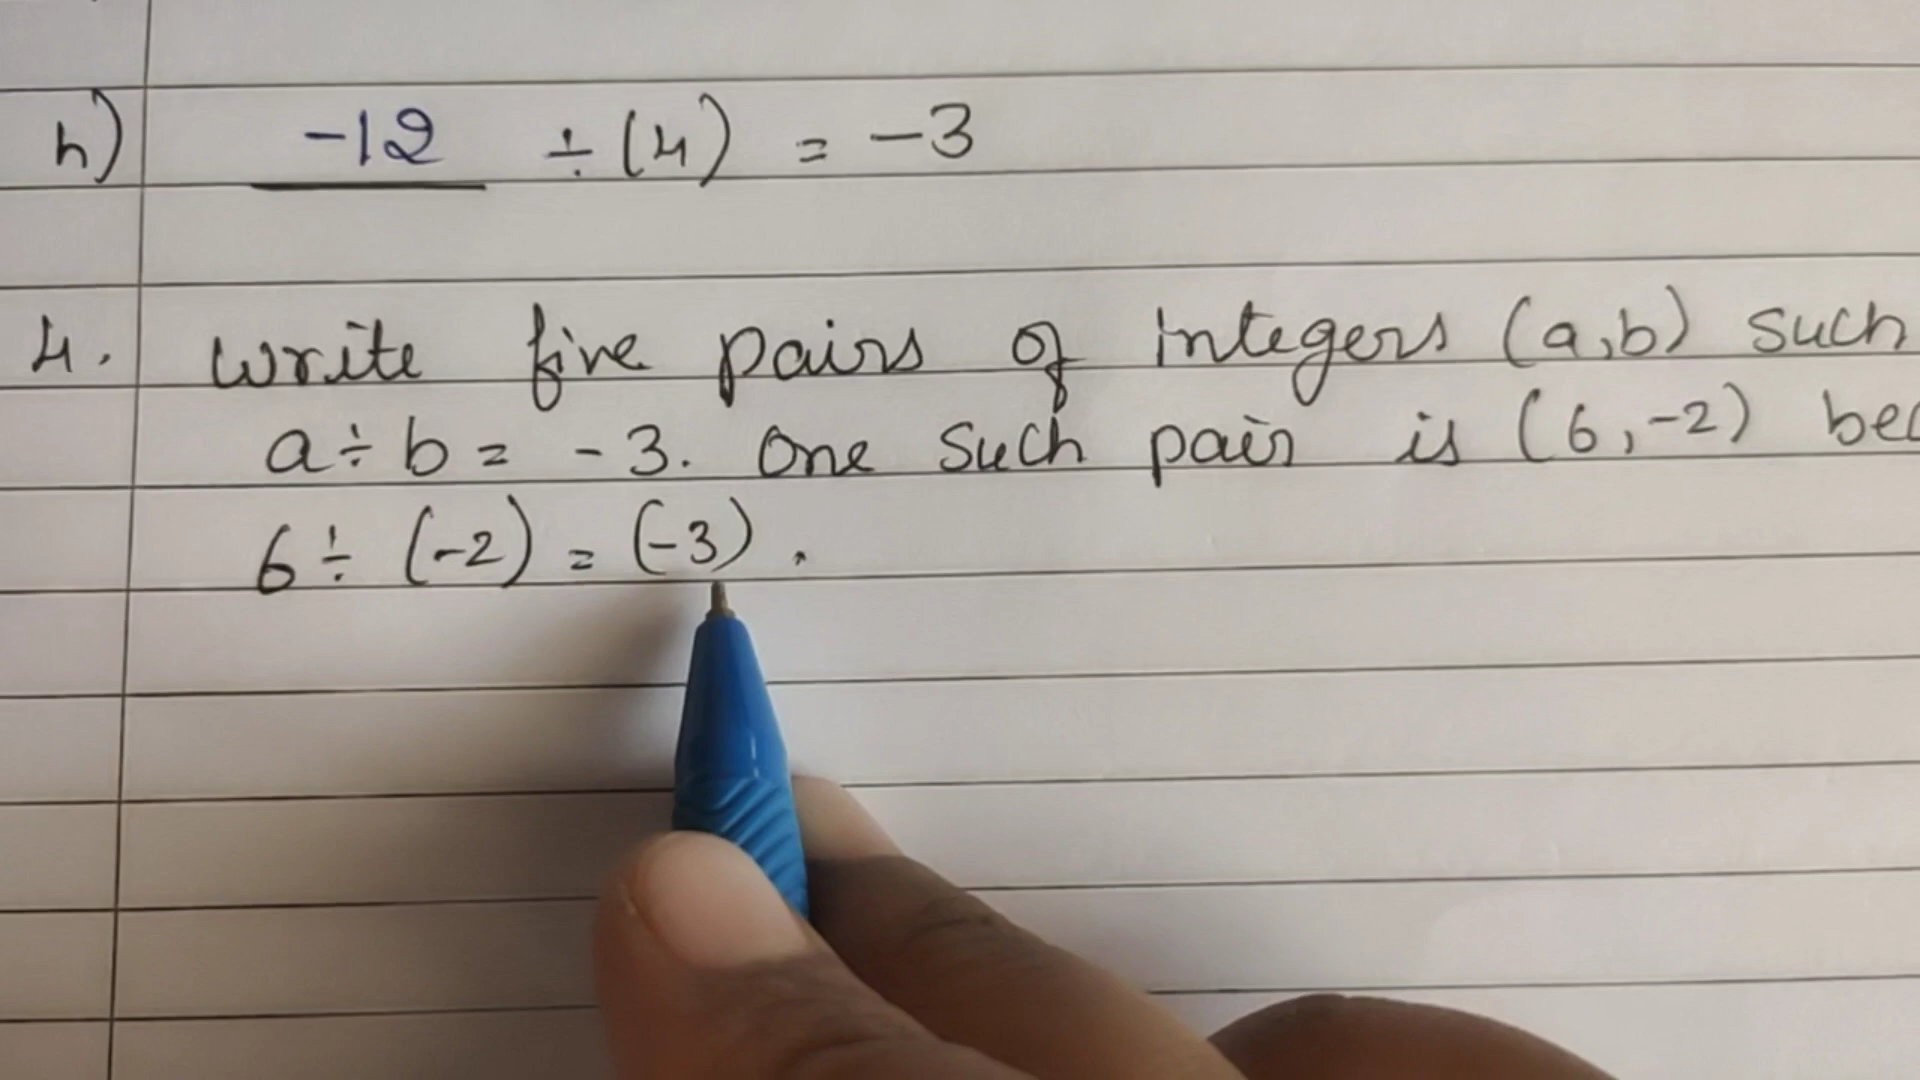 h) -12 ÷ (4) = -3
4. Write five pairs of integers (a,b) such
a ÷ b = -3. One such pair is (6,-2) bec
6 ÷ (-2) = (-3).